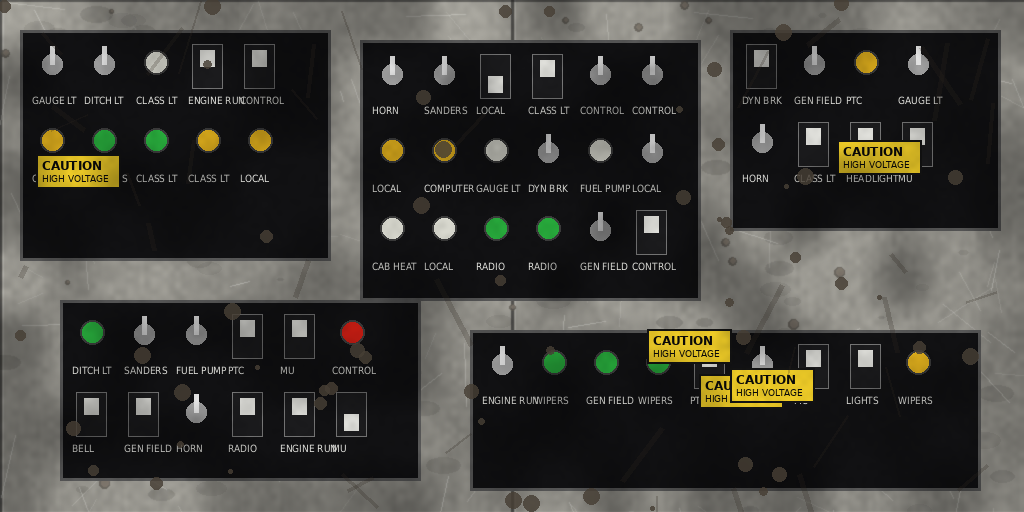 GAUGE LT DITCH LT CLASS LT ENGINE RUN CONTROL
CAUTION
HIGH VOLTAGE
CLASS LT CLASS LT LOCAL
HORN SANDERS LOCAL CLASS LT CONTROL CONTROL
LOCAL COMPUTER GAUGE LT DYN BRK FUEL PUMP LOCAL
CAB HEAT LOCAL RADIO RADIO GEN FIELD CONTROL
DYN BRK GEN FIELD PTC GAUGE LT
CAUTION
HIGH VOLTAGE
HORN CLASS LT HEADLIGHT MU
DITCH LT SANDERS FUEL PUMP PTC MU CONTROL
BELL GEN FIELD HORN RADIO ENGINE RUN MU
CAUTION
HIGH VOLTAGE
CAUTION
HIGH VOLTAGE
ENGINE RUN WIPERS GEN FIELD WIPERS LIGHTS WIPERS